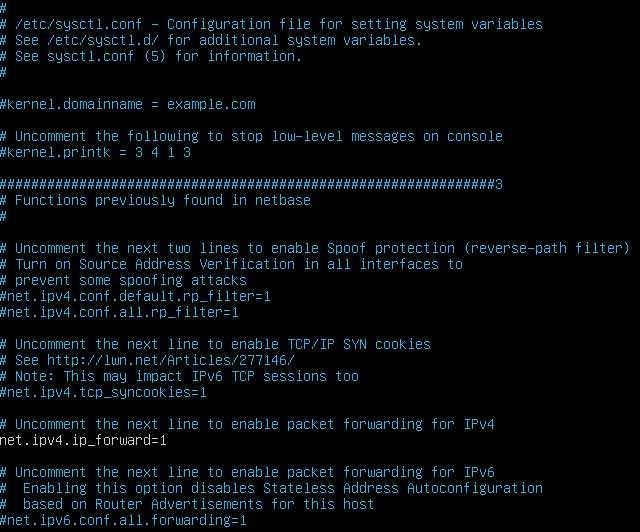 #
# /etc/sysctl.conf - Configuration file for setting system variables
# See /etc/sysctl.d/ for additional system variables.
# See sysctl.conf (5) for information.
#
#kernel.domainname = example.com
# Uncomment the following to stop low-level messages on console
#kernel.printk = 3 4 1 3
##############################################################3
# Functions previously found in netbase
#
# Uncomment the next two lines to enable Spoof protection (reverse-path filter)
# Turn on Source Address Verification in all interfaces to
# prevent some spoofing attacks
#net.ipv4.conf.default.rp_filter=1
#net.ipv4.conf.all.rp_filter=1
# Uncomment the next line to enable TCP/IP SYN cookies
# See http://lwn.net/Articles/277146/
# Note: This may impact IPv6 TCP sessions too
#net.ipv4.tcp_syncookies=1
# Uncomment the next line to enable packet forwarding for IPv4
net.ipv4.ip_forward=1
# Uncomment the next line to enable packet forwarding for IPv6
#  Enabling this option disables Stateless Address Autoconfiguration
#  based on Router Advertisements for this host
#net.ipv6.conf.all.forwarding=1